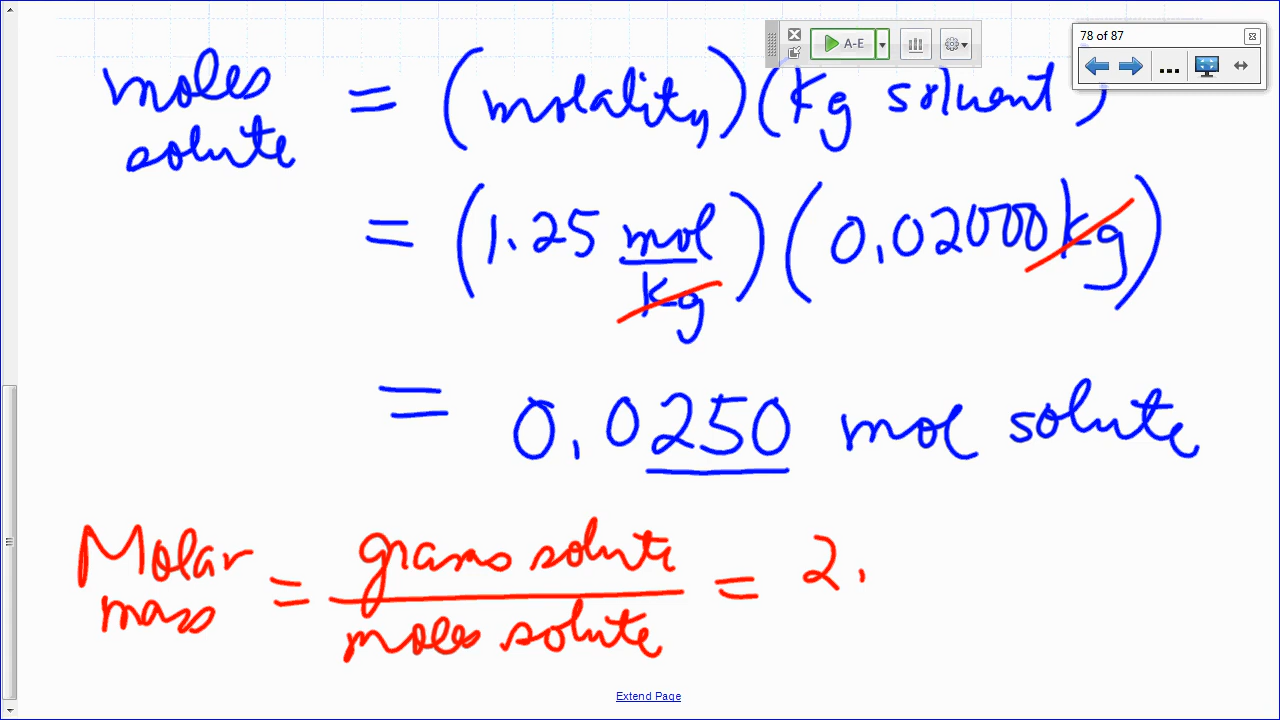 A-E
78 of 87
...
moles solute = (molality)(kg solvent)
= (1.25 mol/kg)(0.02000 kg)
= 0.0250 mol solute
Molar mass = grams solute/moles solute = 2.
Extend Page